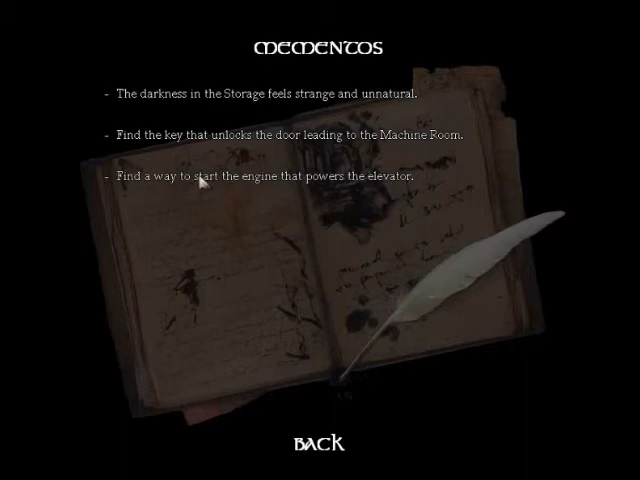 MEMENTOS
- The darkness in the Storage feels strange and unnatural.
- Find the key that unlocks the door leading to the Machine Room.
- Find a way to start the engine that powers the elevator.
BACK